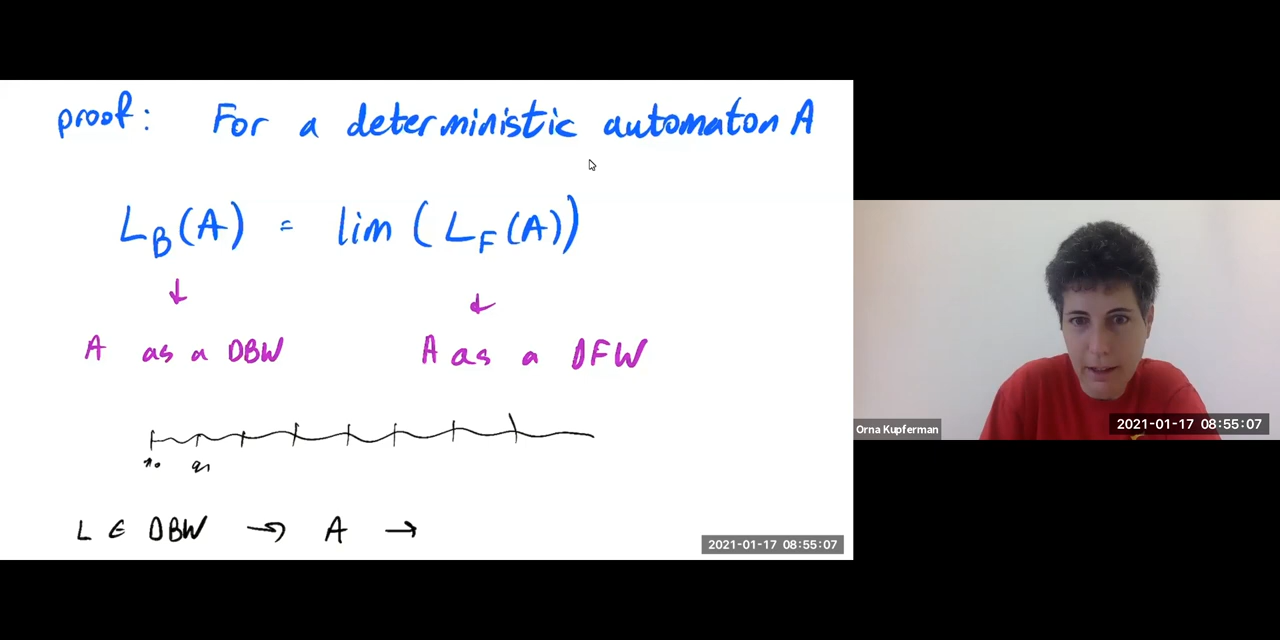 proof: For a deterministic automaton A
L_B(A) = lim (L_F(A))
↓ ↓
A as a DBW A as a DFW
L ∈ DBW → A →
Orna Kupferman
2021-01-17 08:55:07
2021-01-17 08:55:07